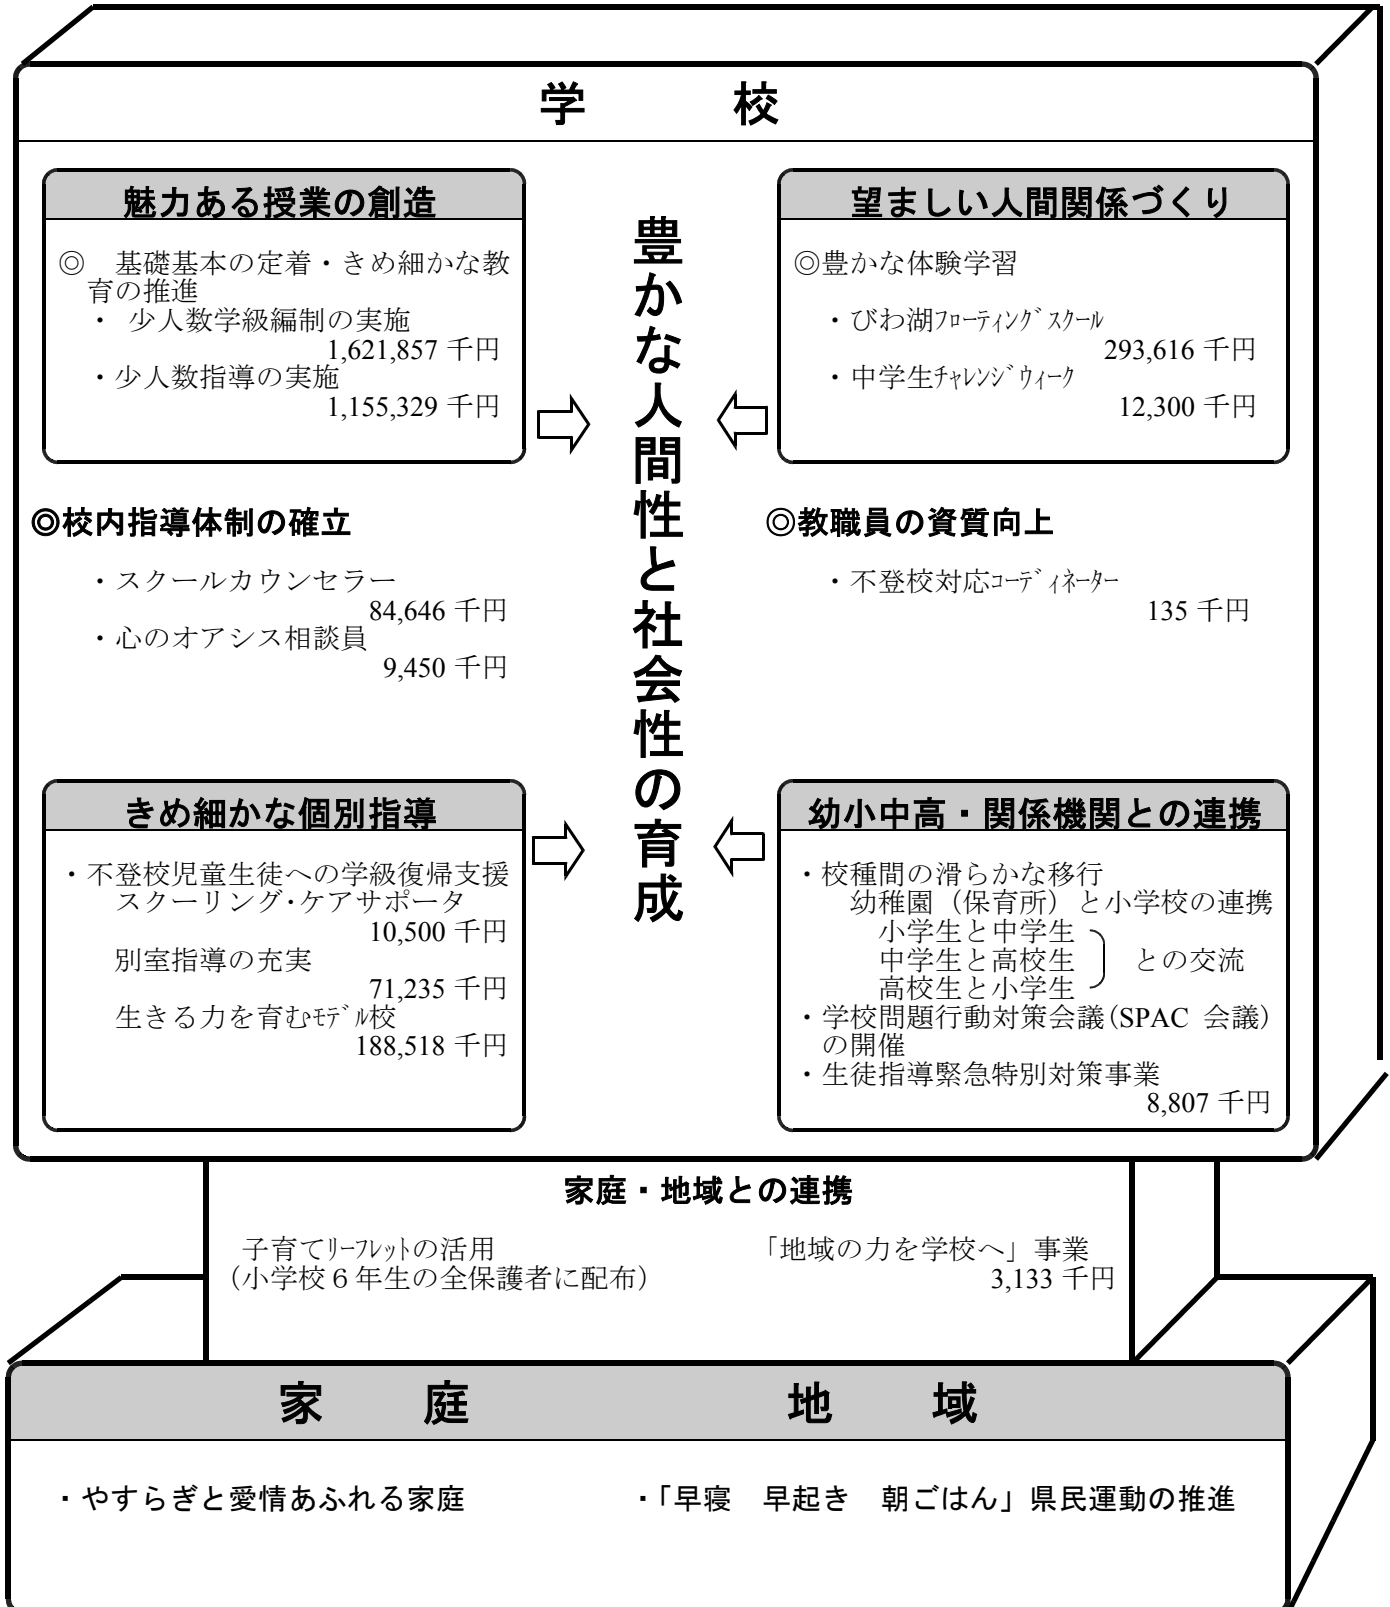 学　校
魅力ある授業の創造
◎　基礎基本の定着・きめ細かな教
育の推進
・ 少人数学級編制の実施
1,621,857 千円
・少人数指導の実施
1,155,329 千円
望ましい人間関係づくり
◎豊かな体験学習
・びわ湖ﾌﾛｰﾃｨﾝｸﾞｽｸｰﾙ
293,616 千円
・中学生ﾁｬﾚﾝｼﾞｳｨｰｸ
12,300 千円
豊かな人間性と社会性の育成
◎校内指導体制の確立
・スクールカウンセラー
84,646 千円
・心のオアシス相談員
9,450 千円
◎教職員の資質向上
・不登校対応ｺｰﾃﾞｨﾈｰﾀｰ
135 千円
きめ細かな個別指導
・不登校児童生徒への学級復帰支援
スクーリング･ケアサポータ
10,500 千円
別室指導の充実
71,235 千円
生きる力を育むﾓﾃﾞﾙ校
188,518 千円
幼小中高・関係機関との連携
・校種間の滑らかな移行
幼稚園（保育所）と小学校の連携
小学生と中学生
中学生と高校生　との交流
高校生と小学生
・学校問題行動対策会議(SPAC 会議)
の開催
・生徒指導緊急特別対策事業
8,807 千円
家庭・地域との連携
子育てﾘｰﾌﾚｯﾄの活用
（小学校６年生の全保護者に配布）
「地域の力を学校へ」事業
3,133 千円
家　庭　地　域
・やすらぎと愛情あふれる家庭
・「早寝　早起き　朝ごはん」県民運動の推進